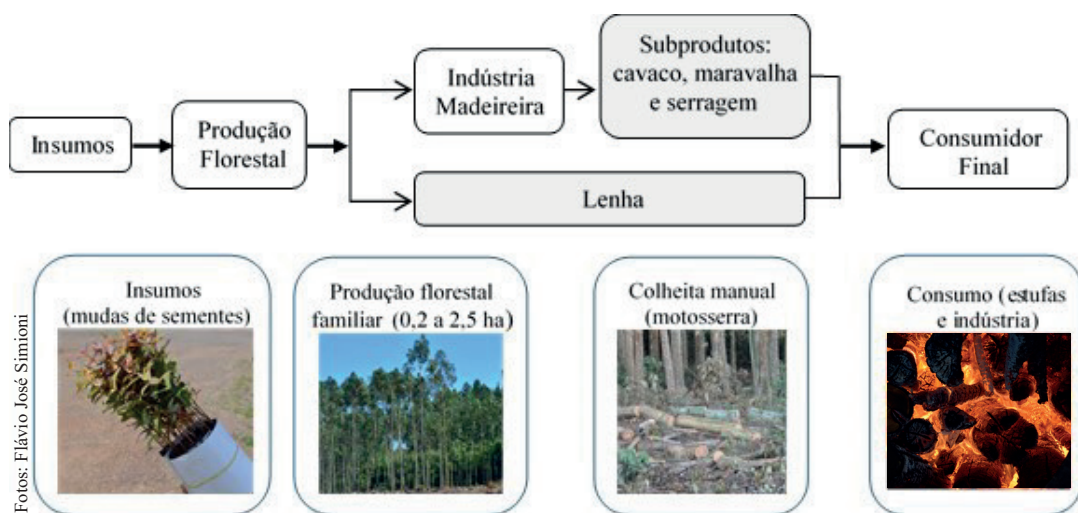 Insumos
Produção
Florestal
Indústria
Madeireira
Subprodutos:
cavaco, maravalha
e serragem
Lenha
Consumidor
Final
Insumos
(mudas de sementes)
Produção florestal
familiar (0,2 a 2,5 ha)
Colheita manual
(motosserra)
Consumo (estufas
e indústria)
Fotos: Flávio José Simioni